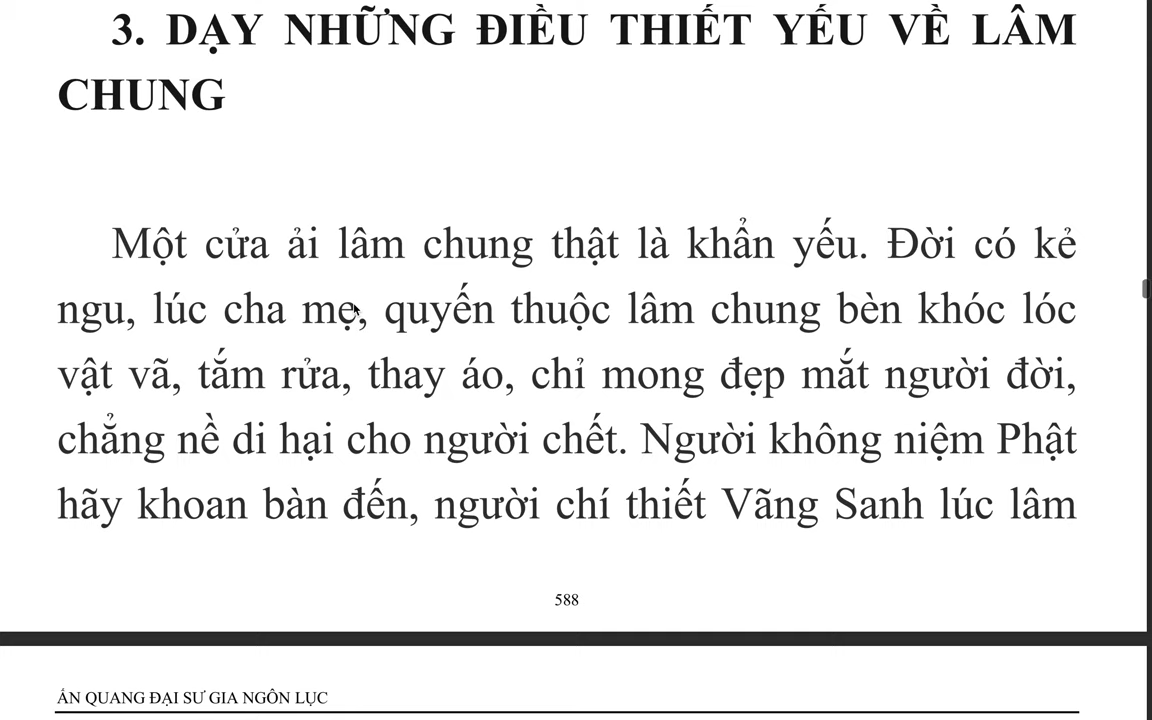 3. DẠY NHỮNG ĐIỀU THIẾT YẾU VỀ LÂM
CHUNG
Một cửa ải lâm chung thật là khẩn yếu. Đời có kẻ
ngu, lúc cha mẹ, quyến thuộc lâm chung bèn khóc lóc
vật vã, tắm rửa, thay áo, chỉ mong đẹp mắt người đời,
chẳng nề di hại cho người chết. Người không niệm Phật
hãy khoan bàn đến, người chí thiết Vãng Sanh lúc lâm
588
ẤN QUANG ĐẠI SƯ GIA NGÔN LỤC